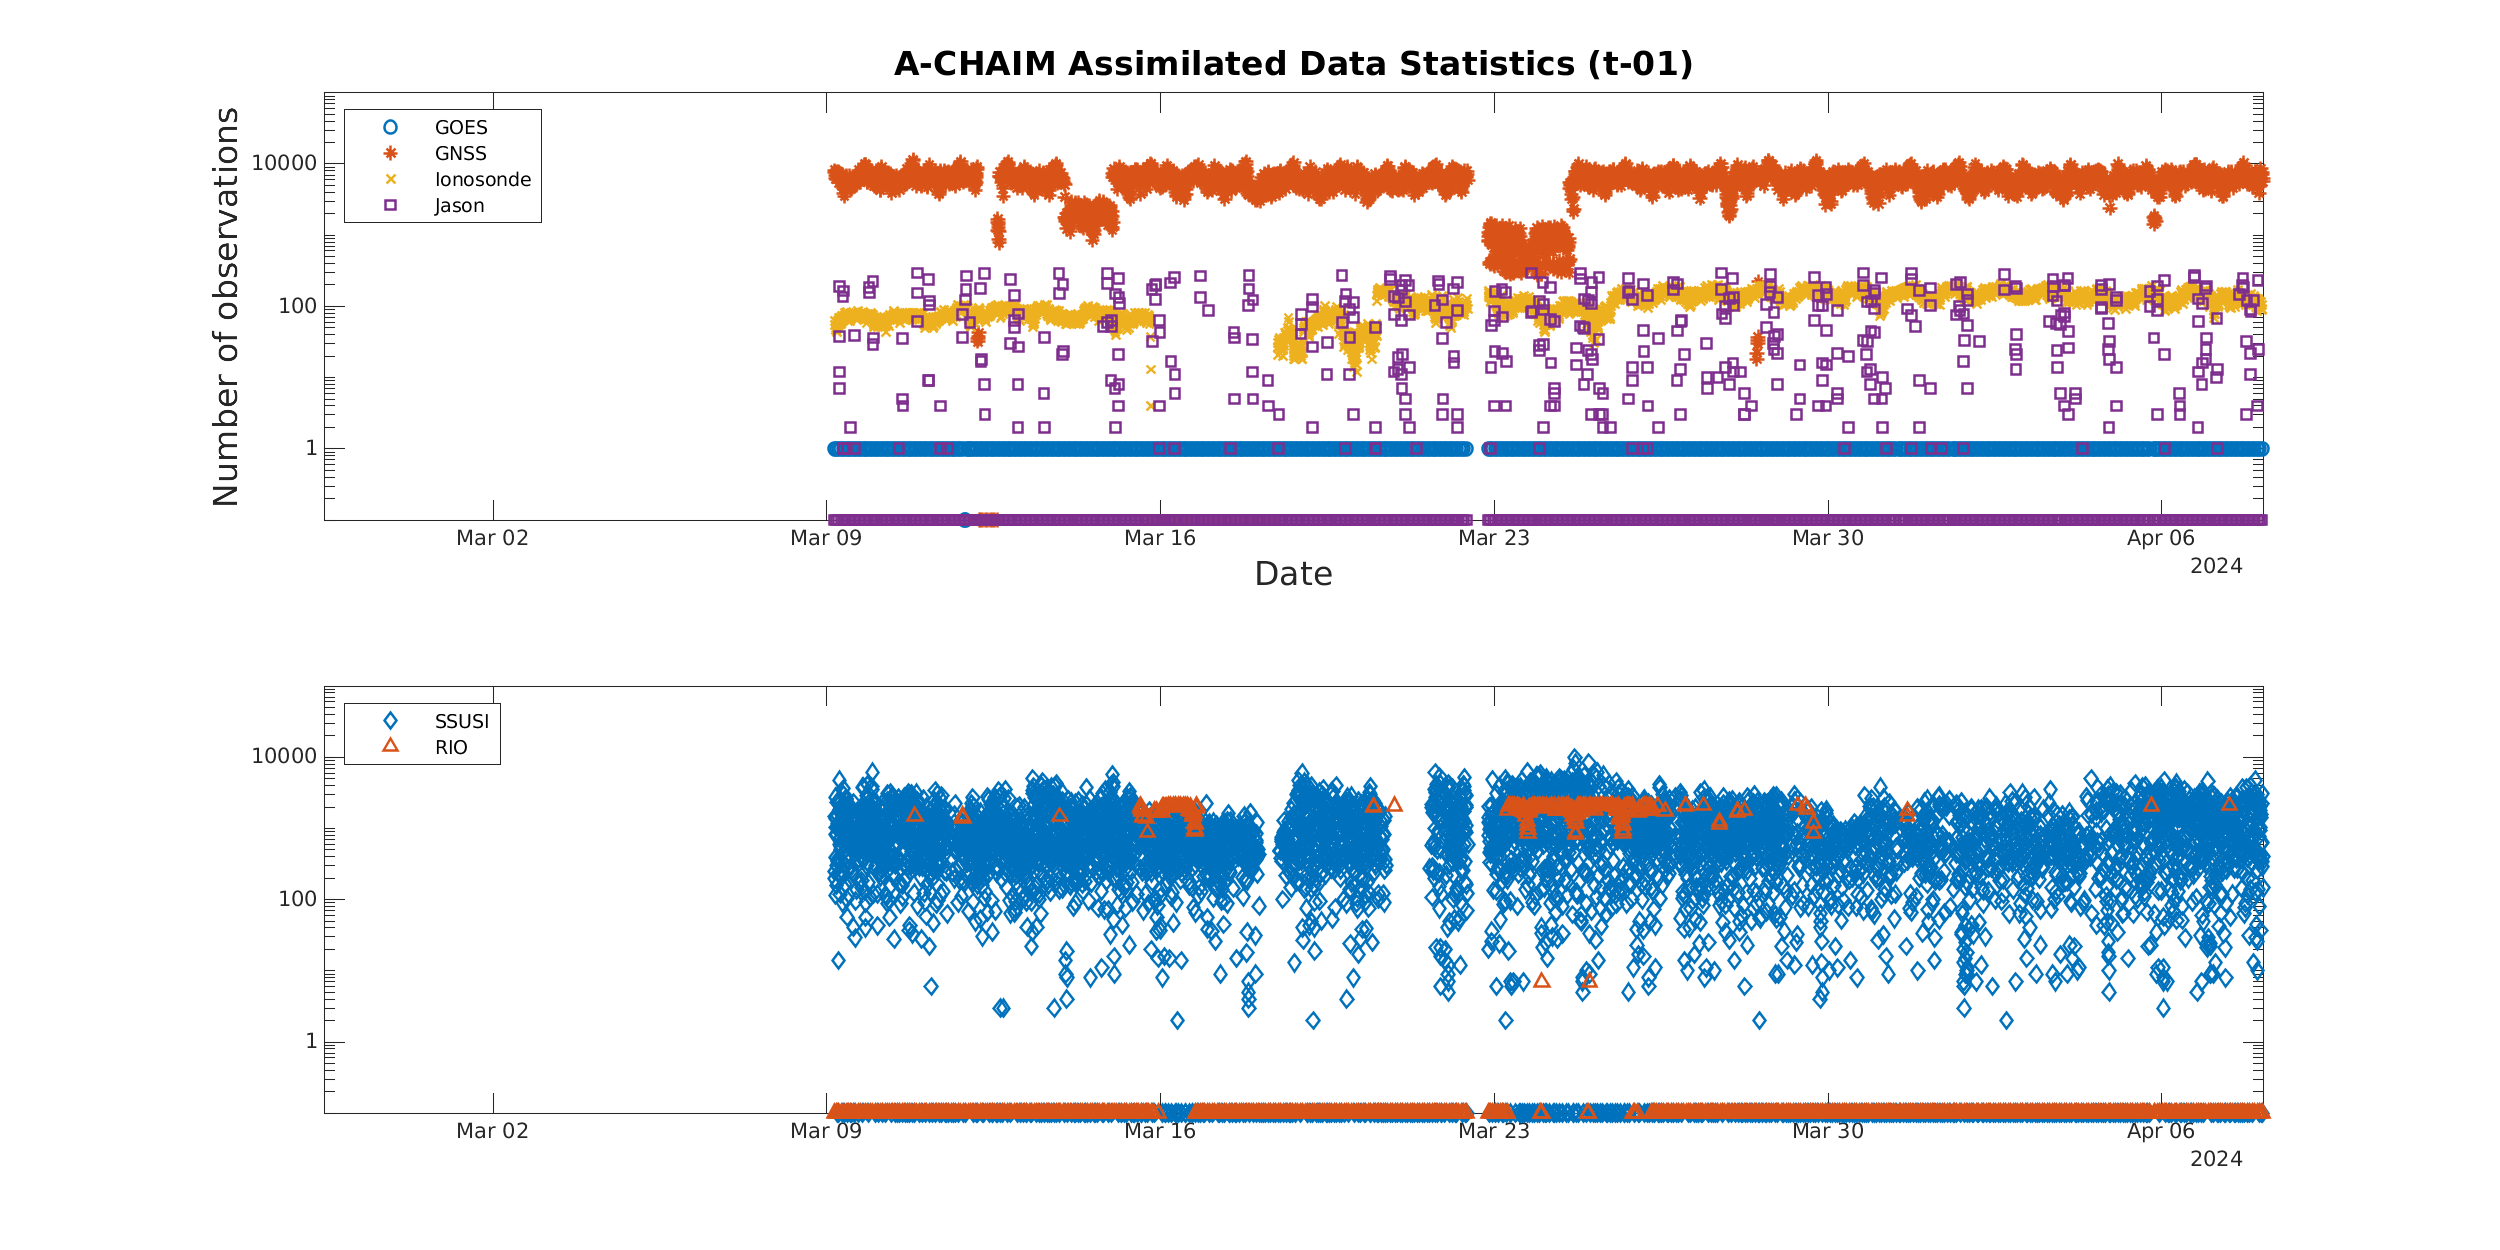 A-CHAIM Assimilated Data Statistics (t-01)
GOES
GNSS
Ionosonde
Jason
10000
100
1
Number of observations
Mar 02
Mar 09
Mar 16
Mar 23
Mar 30
Apr 06
2024
Date
SSUSI
RIO
10000
100
1
Mar 02
Mar 09
Mar 16
Mar 23
Mar 30
Apr 06
2024